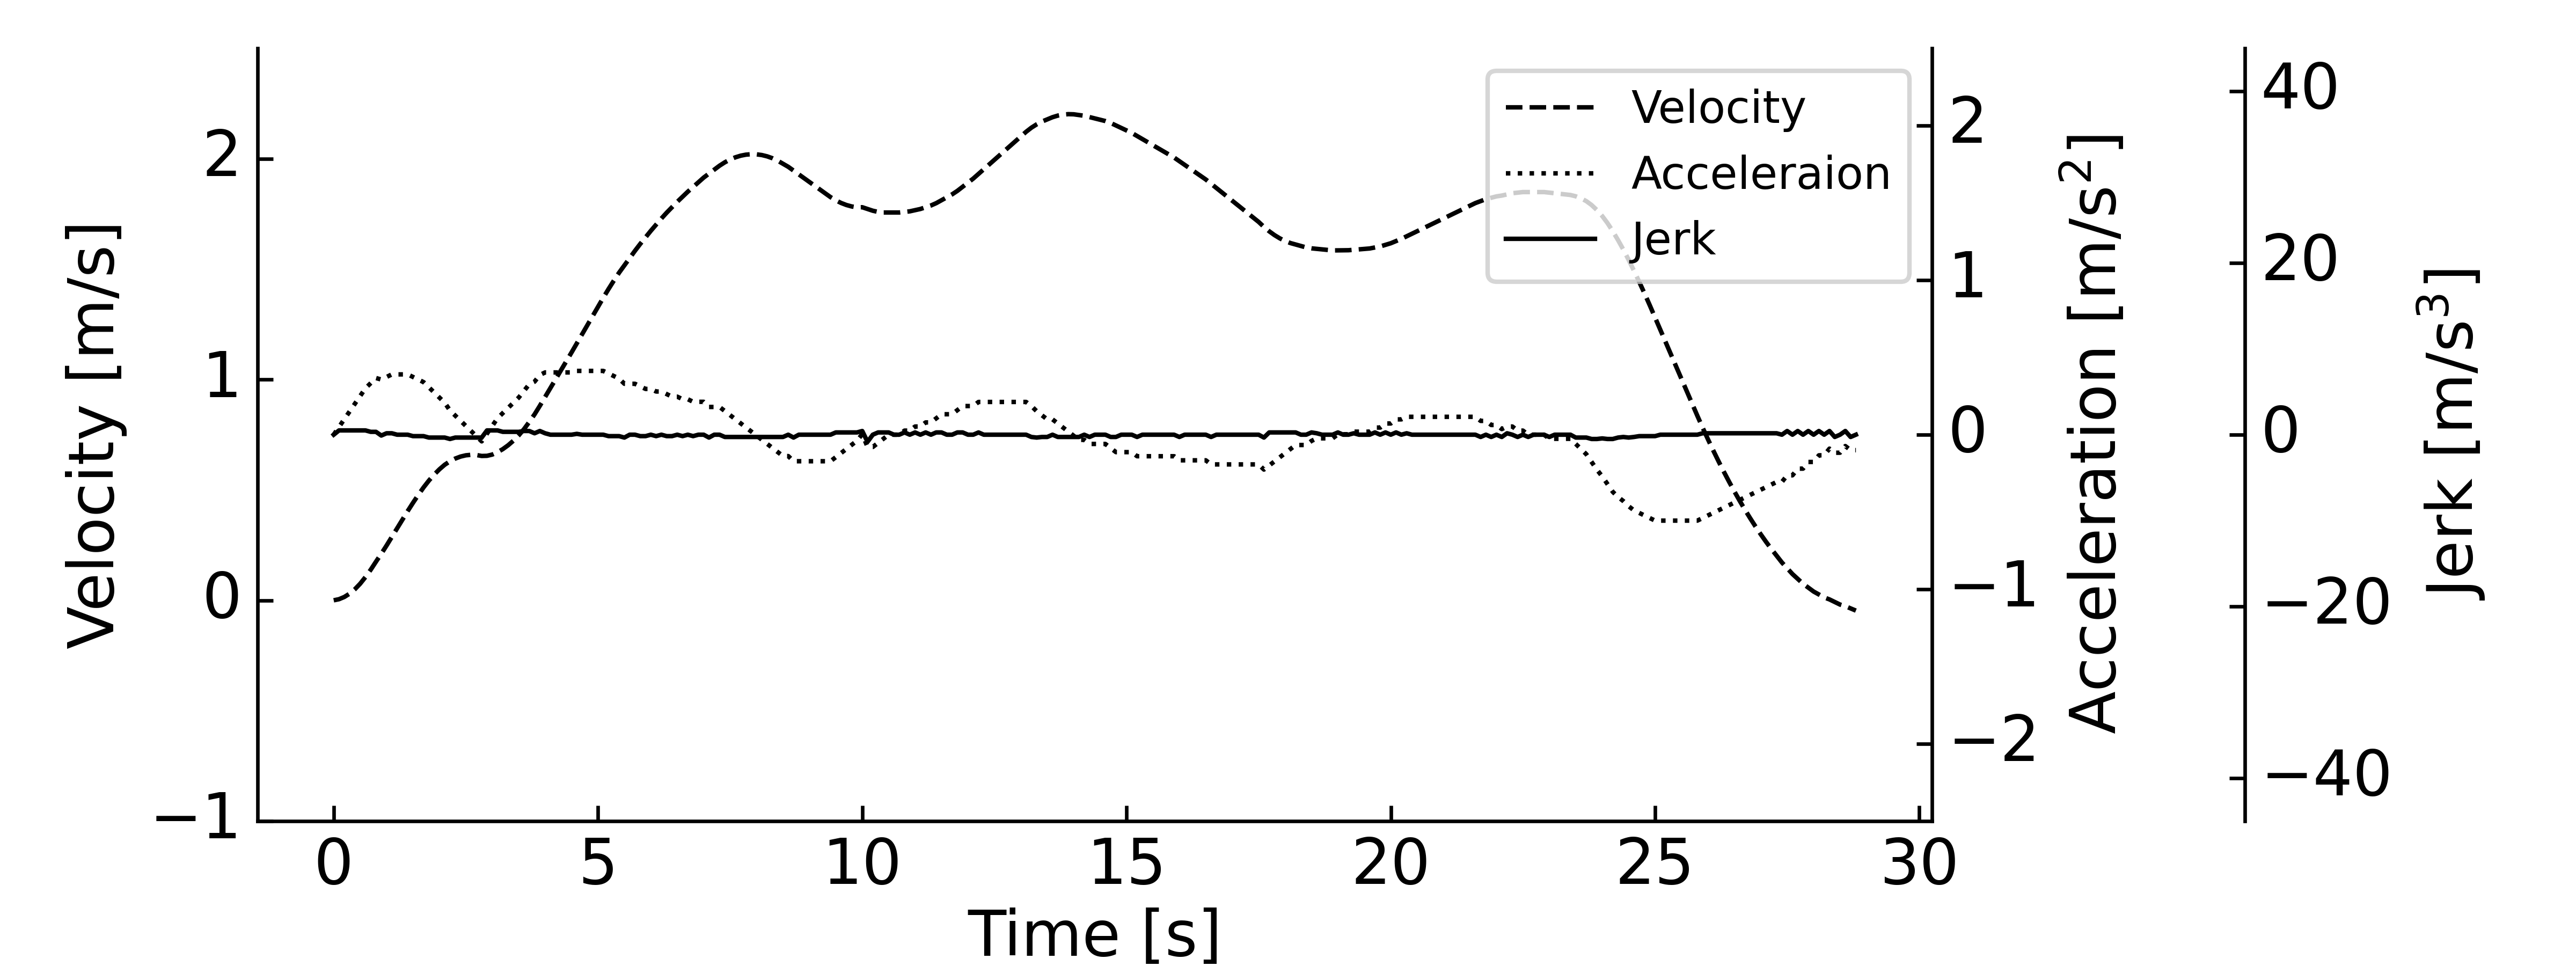 Velocity [m/s]
2
1
0
−1
0 5 10 15 20 25 30
Time [s]
Velocity
Acceleraion
Jerk
2
1
0
−1
−2
Acceleration [m/s²]
40
20
0
−20
−40
Jerk [m/s³]